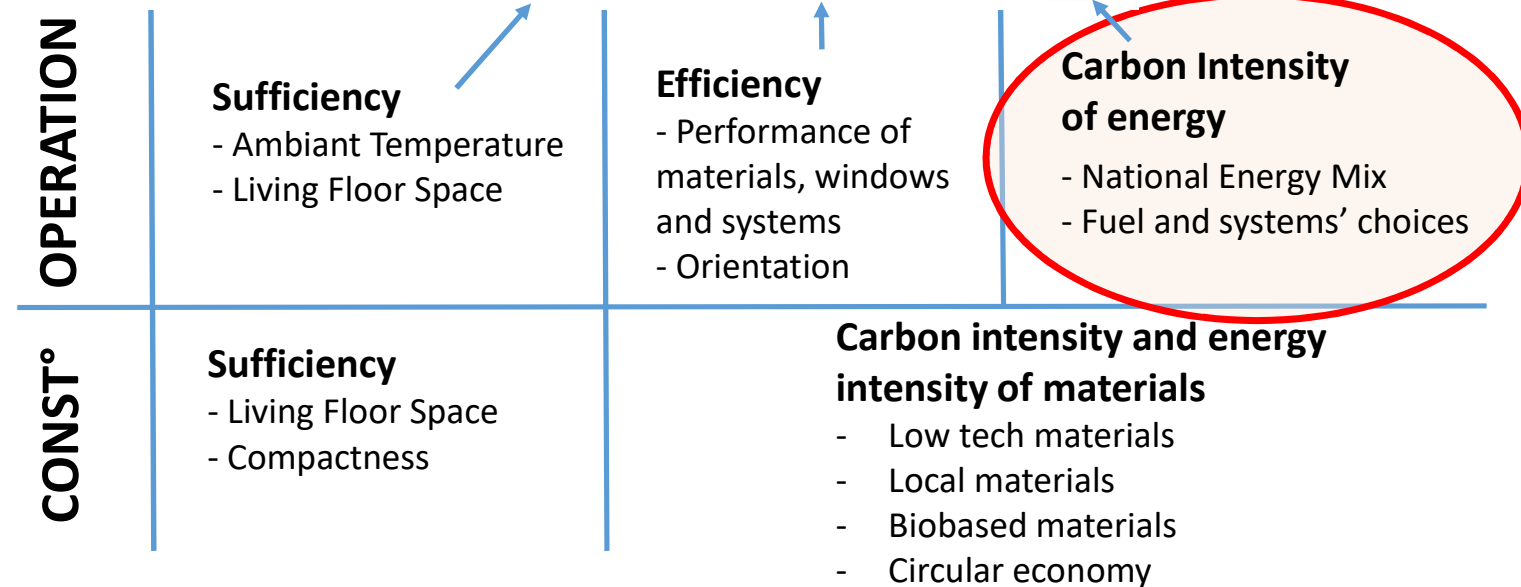 OPERATION
Sufficiency
- Ambiant Temperature
- Living Floor Space
Efficiency
- Performance of
materials, windows
and systems
- Orientation
Carbon Intensity
of energy
- National Energy Mix
- Fuel and systems’ choices
CONST°
Sufficiency
- Living Floor Space
- Compactness
Carbon intensity and energy
intensity of materials
- Low tech materials
- Local materials
- Biobased materials
- Circular economy